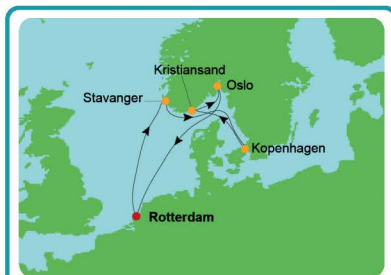 Kristiansand
Oslo
Stavanger
Kopenhagen
Rotterdam